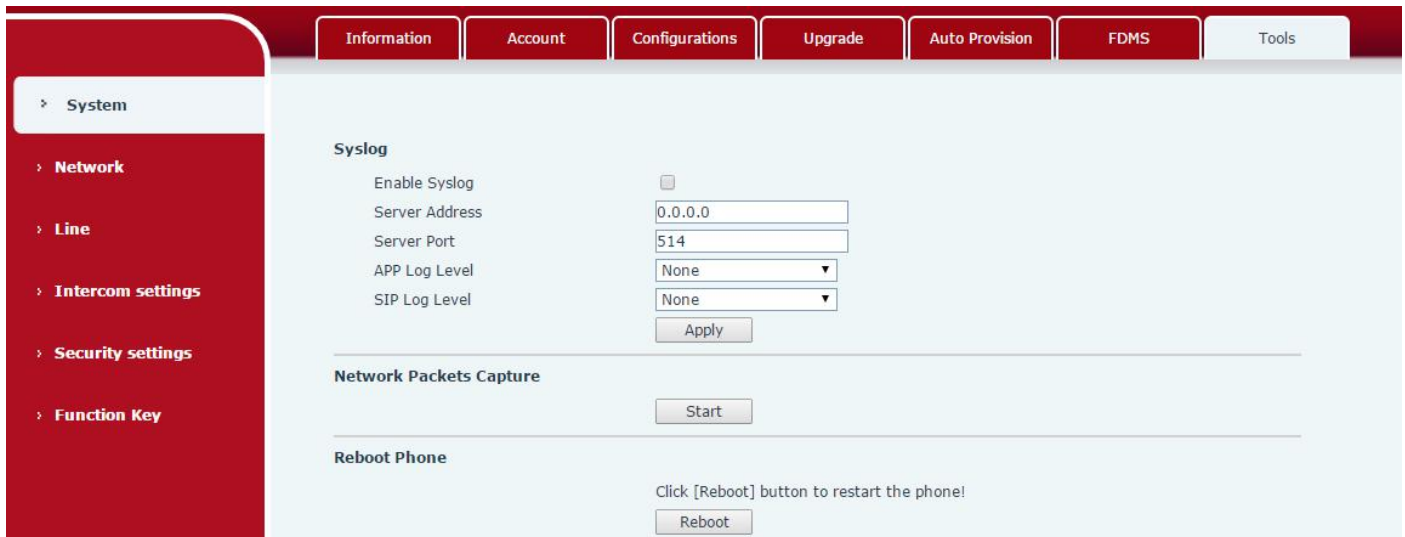 Information Account Configurations Upgrade Auto Provision FDMS Tools
› System
› Network
› Line
› Intercom settings
› Security settings
› Function Key
Syslog
Enable Syslog
Server Address 0.0.0.0
Server Port 514
APP Log Level None
SIP Log Level None
Apply
Network Packets Capture
Start
Reboot Phone
Click [Reboot] button to restart the phone!
Reboot